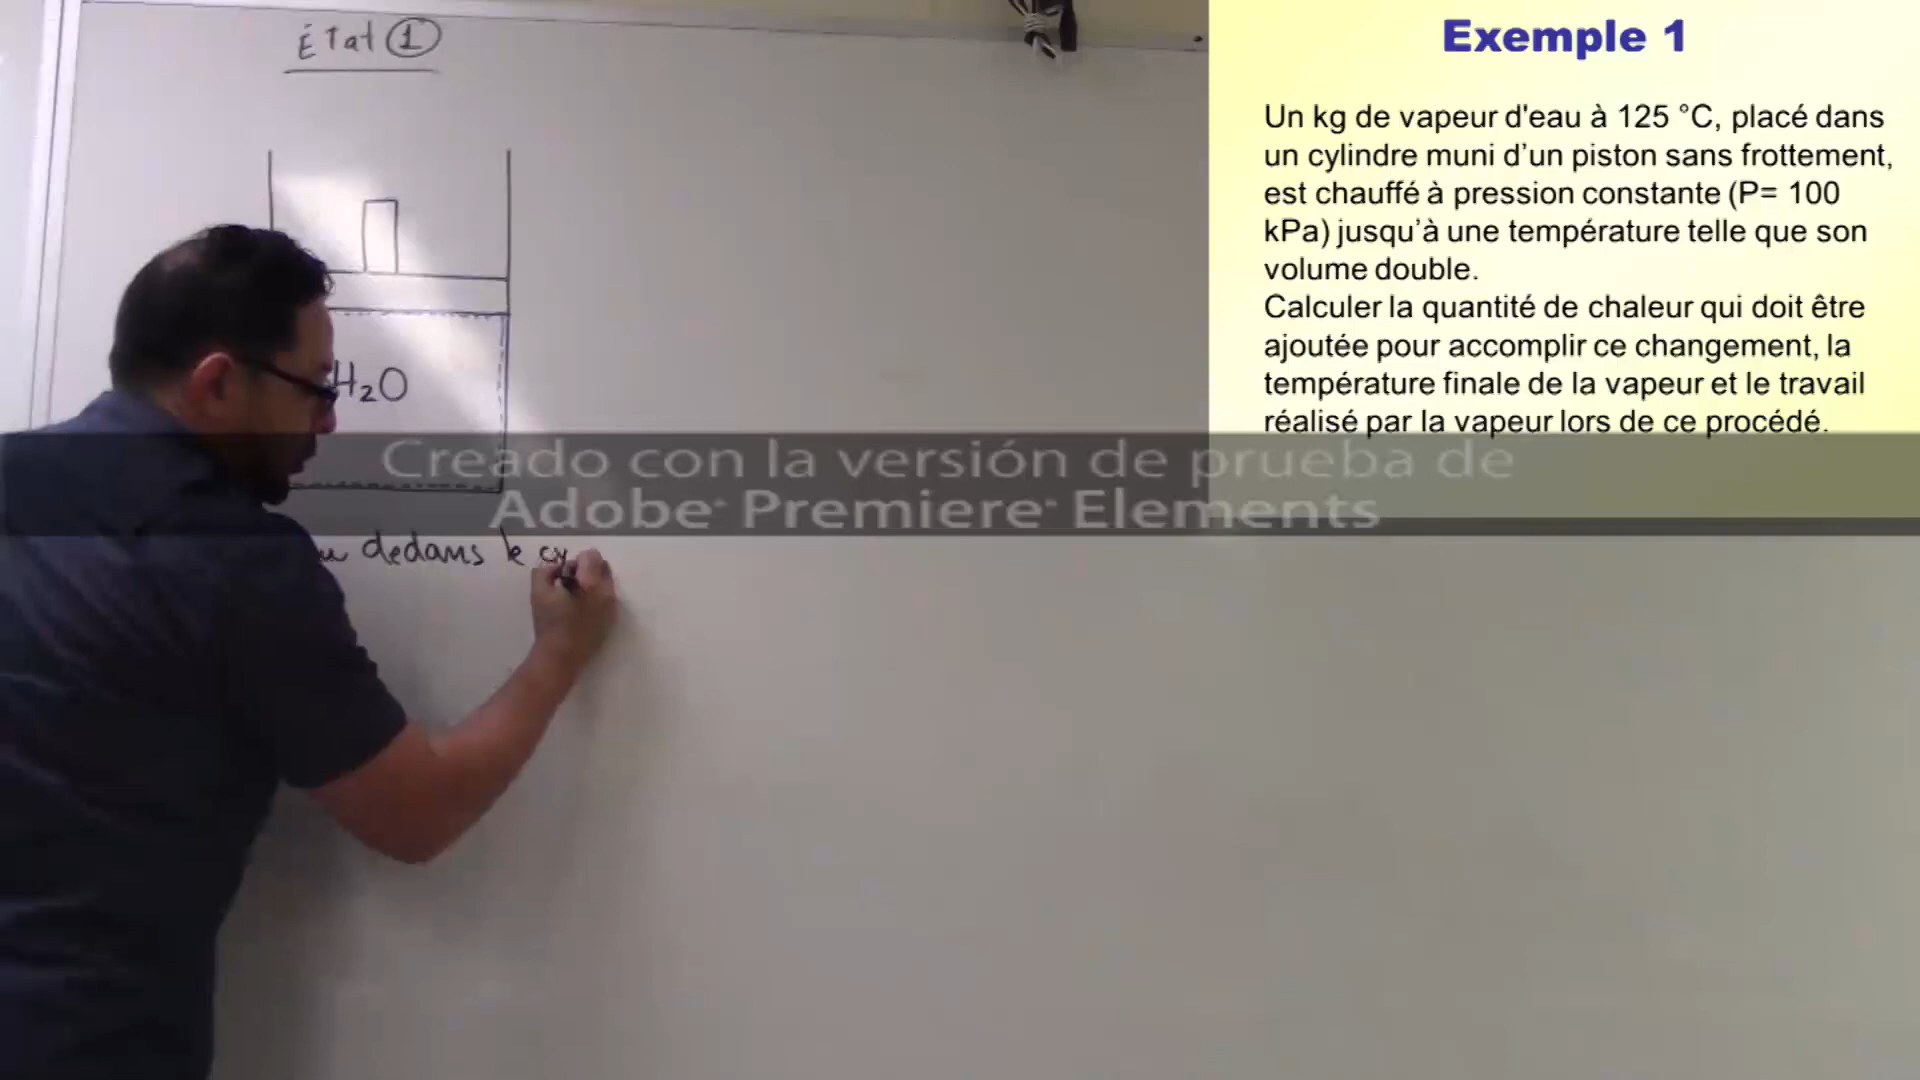 État 1
H₂O
dedans le cy
Exemple 1
Un kg de vapeur d'eau à 125 °C, placé dans
un cylindre muni d’un piston sans frottement,
est chauffé à pression constante (P= 100
kPa) jusqu’à une température telle que son
volume double.
Calculer la quantité de chaleur qui doit être
ajoutée pour accomplir ce changement, la
température finale de la vapeur et le travail
réalisé par la vapeur lors de ce procédé.
Creado con la versión de prueba de
Adobe® Premiere® Elements